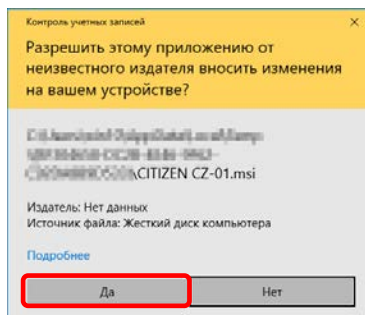 Контроль учетных записей
Разрешить этому приложению от
неизвестного издателя вносить изменения
на вашем устройстве?
\CITIZEN CZ-01.msi
Издатель: Нет данных
Источник файла: Жесткий диск компьютера
Подробнее
Да
Нет